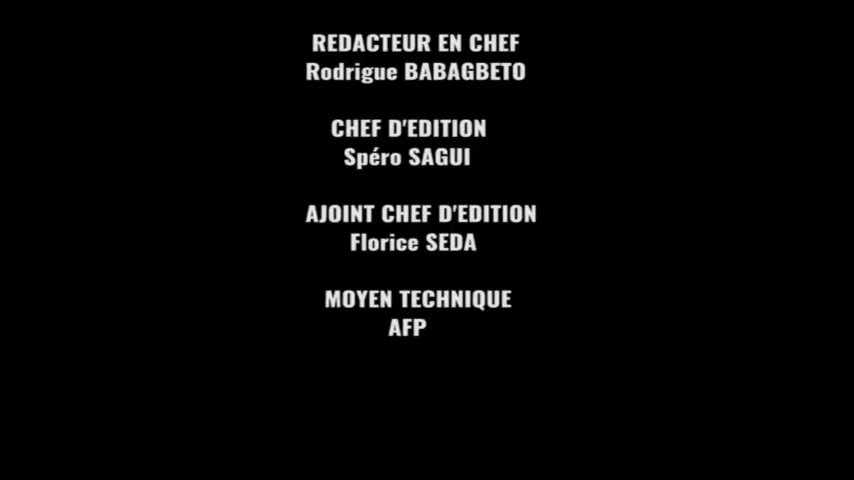 REDACTEUR EN CHEF
Rodrigue BABAGBETO
CHEF D'EDITION
Spéro SAGUI
AJOINT CHEF D'EDITION
Florice SEDA
MOYEN TECHNIQUE
AFP